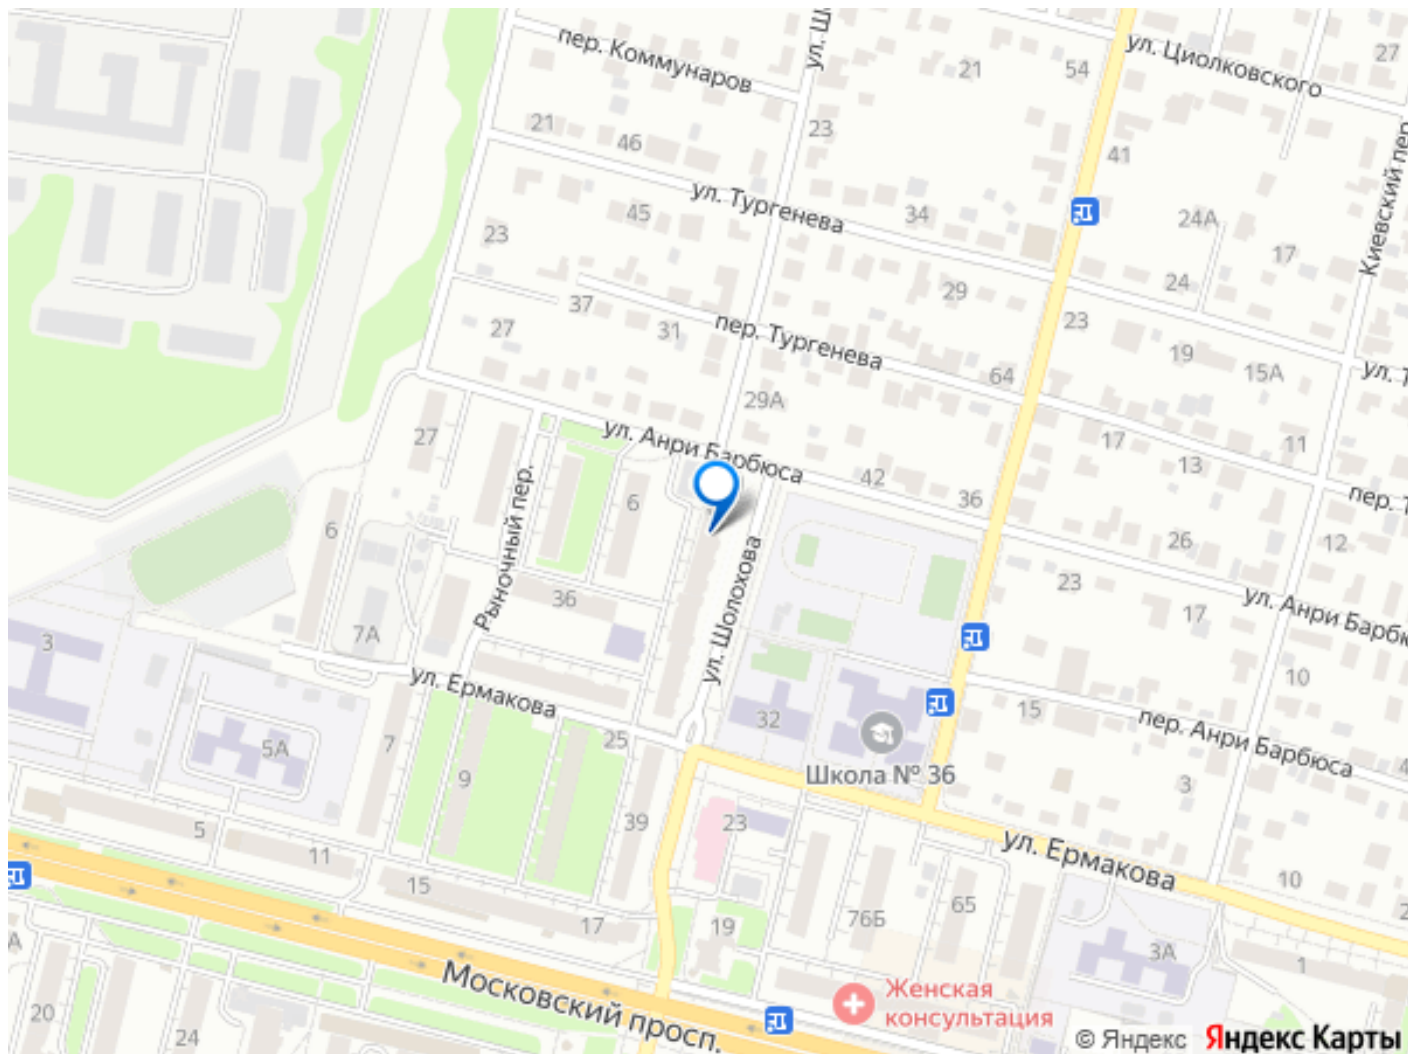 пер. Коммунаров
ул. Ш
ул. Циолковского
27
21
54
21
46
23
41
Киевский пер.
ул. Тургенева
45
34
24А
23
17
29
24
37
27
31
пер. Тургенева
23
19
64
15А
ул. Т
29А
27
ул. Анри Барбюса
17
11
13
42
36
пер. Т
6
6
Рыночный пер.
26
12
ул. Шолохова
36
23
ул. Анри Барбю
17
7А
3
ул. Ермакова
10
32
15
пер. Анри Барбюса
5А
7
25
9
Школа № 36
3
4
39
23
5
11
ул. Ермакова
15
10
17
19
76Б
65
2
А
3А
1
Московский просп.
Женская
консультация
20
24
© Яндекс Яндекс Карты